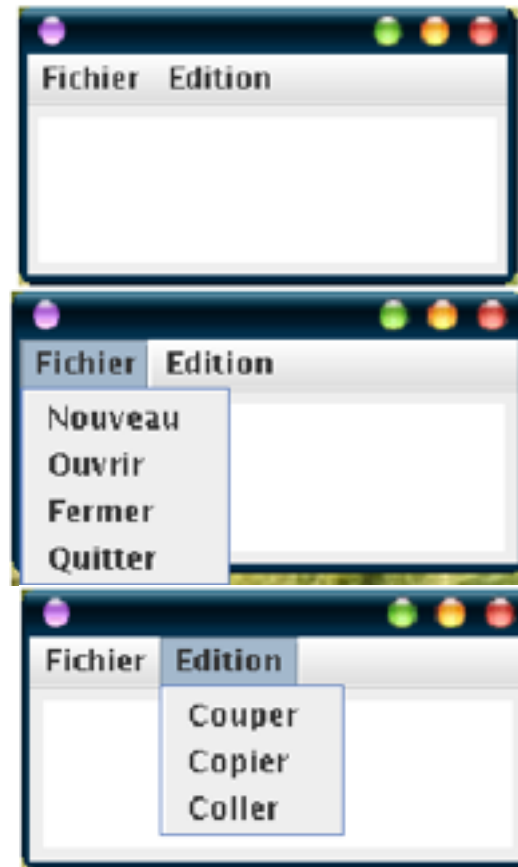 Fichier Edition
Fichier Edition
Nouveau
Ouvrir
Fermer
Quitter
Fichier Edition
Couper
Copier
Coller